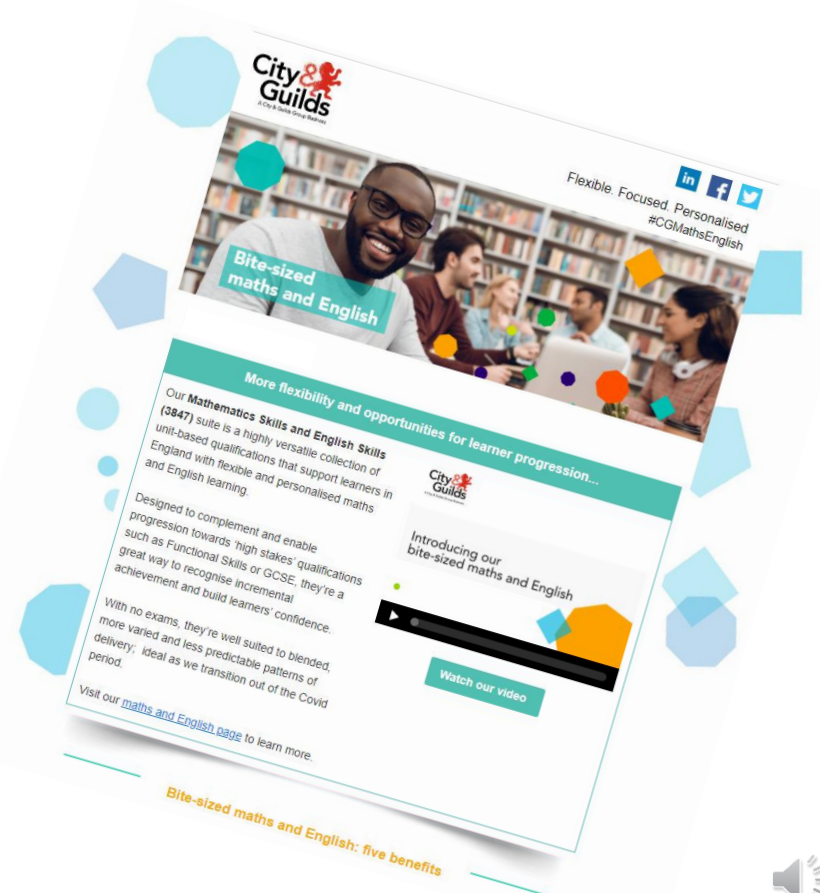 City&
Guilds
A City & Guilds Group Business
in f
Flexible. Focused. Personalised
#CGMathsEnglish
Bite-sized
maths and English
More flexibility and opportunities for learner progression...
Our Mathematics Skills and English Skills
(3847) suite is a highly versatile collection of
unit-based qualifications that support learners in
England with flexible and personalised maths
and English learning.
Designed to complement and enable
progression towards ‘high stakes’ qualifications
such as Functional Skills or GCSE, they’re a
great way to recognise incremental
achievement and build learners’ confidence.
With no exams, they’re well suited to blended,
more varied and less predictable patterns of
delivery; ideal as we transition out of the Covid
period.
Visit our maths and English page to learn more.
City&
Guilds
Introducing our
bite-sized maths and English
Watch our video
Bite-sized maths and English: five benefits